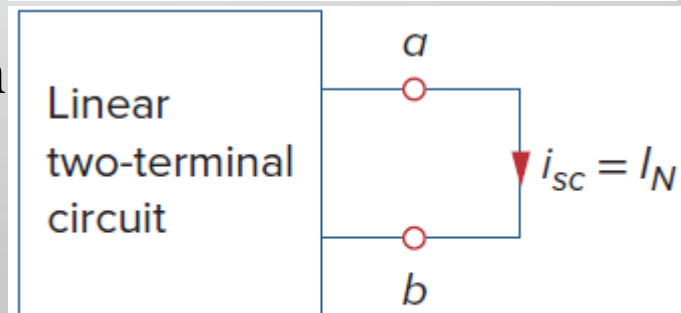 a
Linear
two-terminal
circuit
i_sc = I_N
b